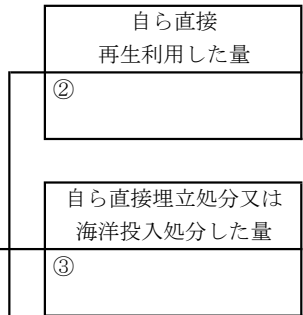 自ら直接
再生利用した量
②
自ら直接埋立処分又は
海洋投入処分した量
③